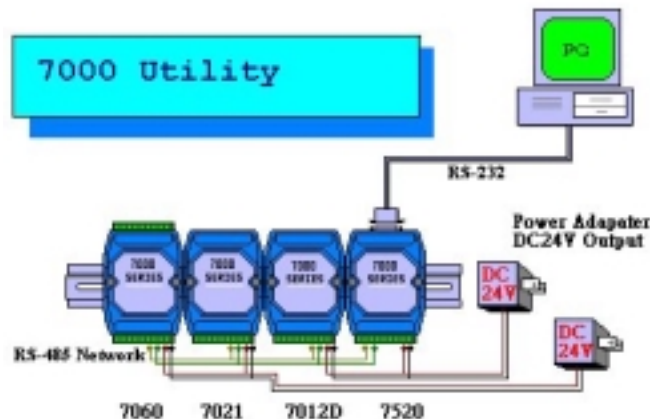 7000 Utility
PC
RS-232
Power Adapater
DC24V Output
7000
SERIES
7000
SERIES
7000
SERIES
7000
SERIES
DC
24V
DC
24V
RS-485 Network
7060 7021 7012D 7520